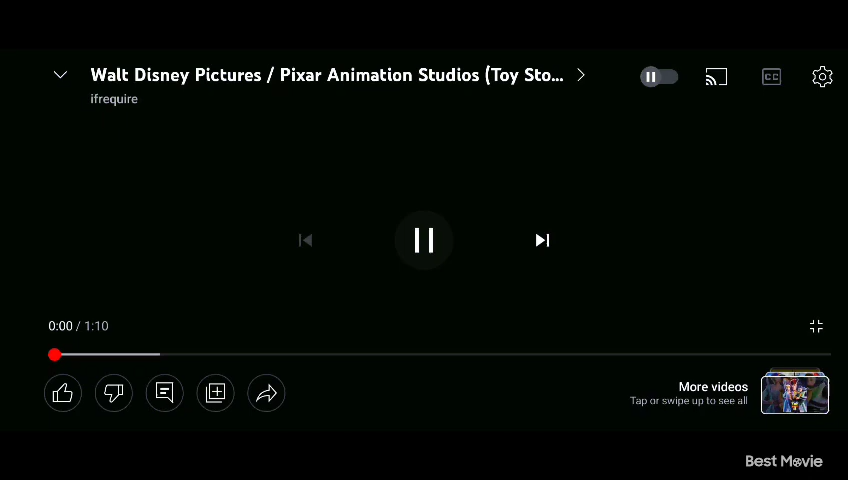 Walt Disney Pictures / Pixar Animation Studios (Toy Sto...
ifrequire
CC
0:00 / 1:10
More videos
Tap or swipe up to see all
Best Movie